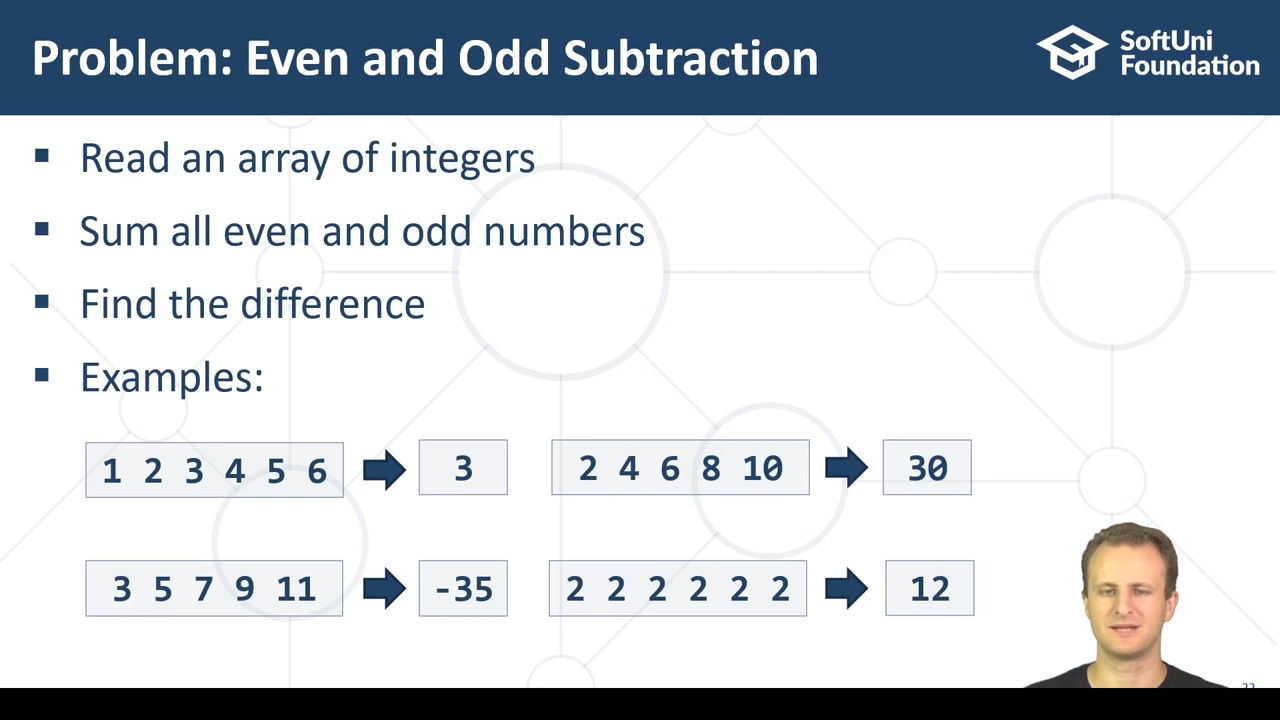 Problem: Even and Odd Subtraction
SoftUni
Foundation
▪ Read an array of integers
▪ Sum all even and odd numbers
▪ Find the difference
▪ Examples:
1 2 3 4 5 6 3 2 4 6 8 10 30
3 5 7 9 11 -35 2 2 2 2 2 2 12